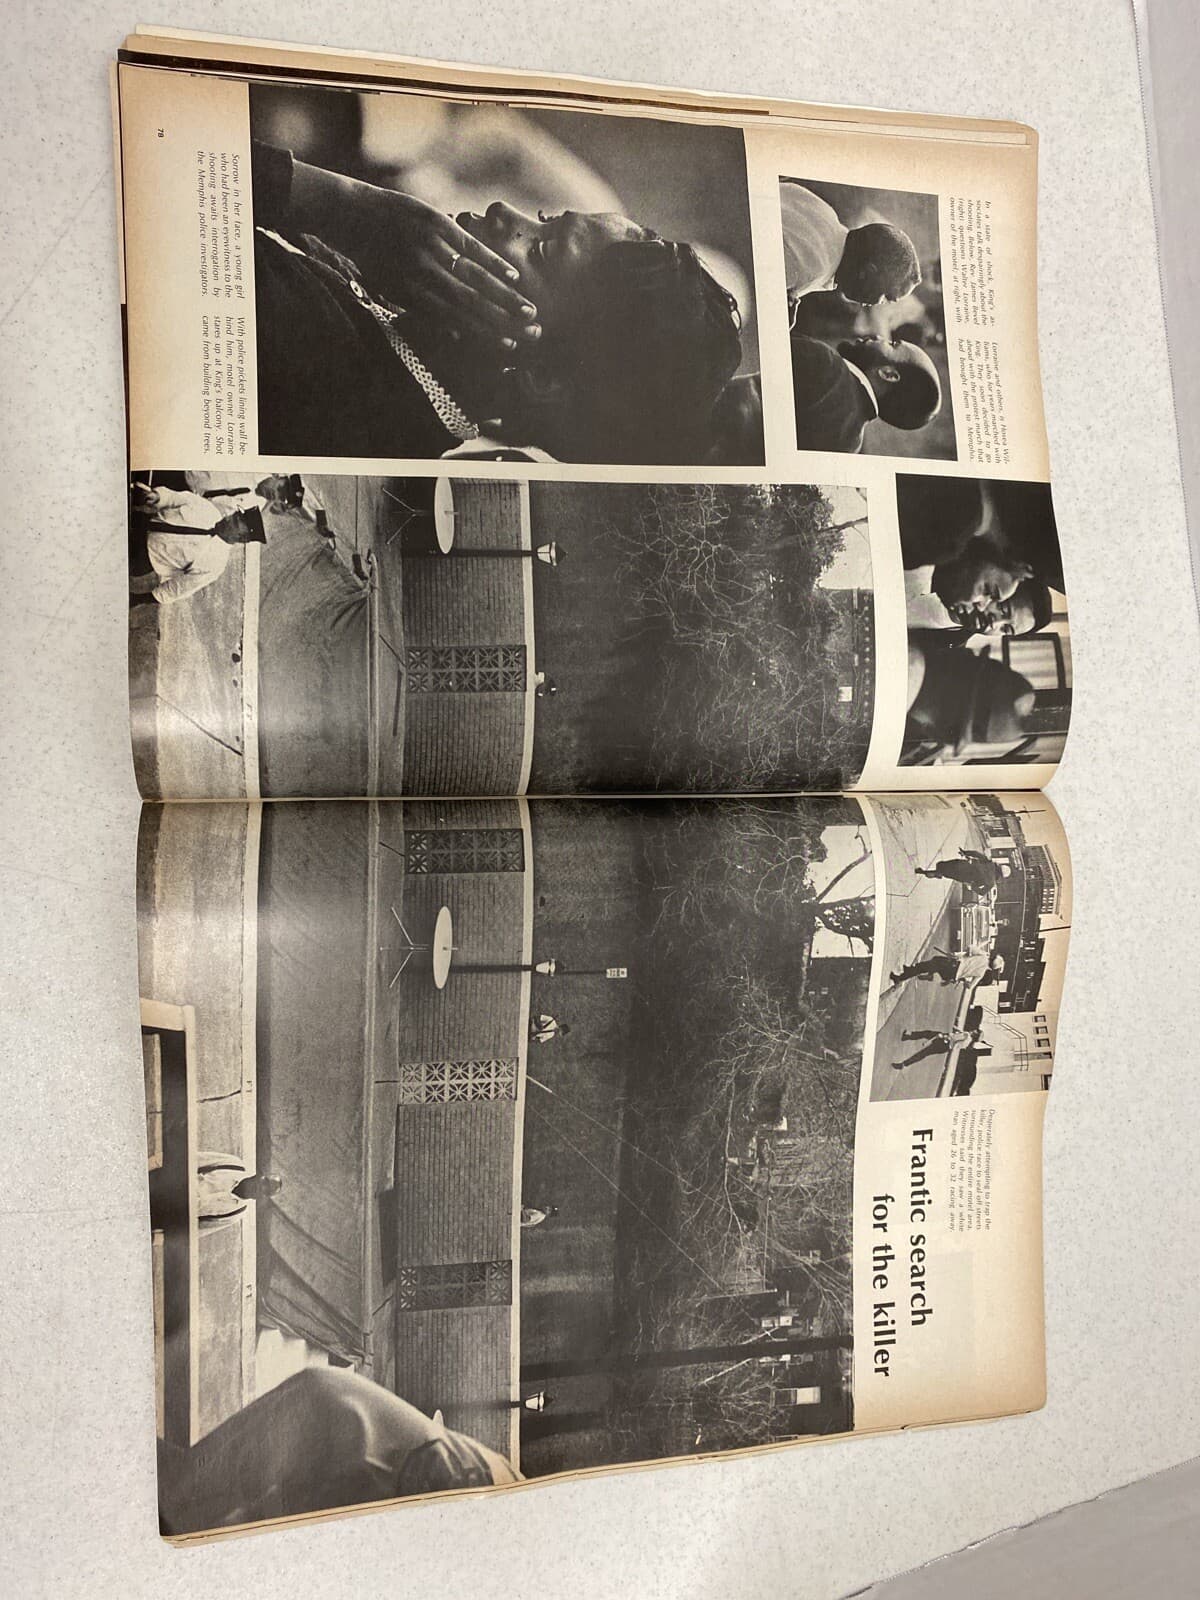 In a state of shock, King's as-
sociates talk despairingly about the
shooting. Below, Rev. James Bevel
(right) questions Walter Lorraine,
owner of the motel; at right, with
Lorraine and others, is Hosea Wil-
liams, who for years marched with
King. They soon decided to go
ahead with the protest march that
had brought them to Memphis.
Sorrow in her face, a young girl
who had been an eyewitness to the
shooting awaits interrogation by
the Memphis police investigators.
With police pickets lining wall be-
hind him, motel owner Lorraine
stares up at King's balcony. Shot
came from building beyond trees.
78
Desperately attempting to trap the
killer, police race to seal off streets
surrounding the entire motel area.
Witnesses said they saw a white
man aged 26 to 32 racing away.
Frantic search
for the killer